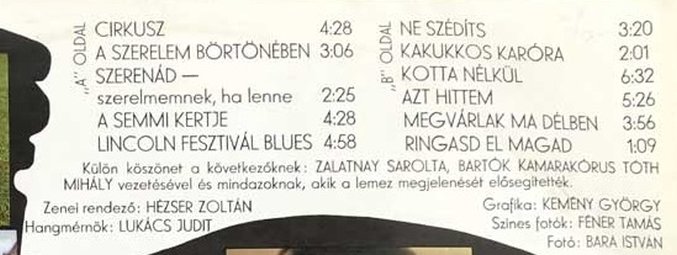 „A" OLDAL
CIRKUSZ 4:28
A SZERELEM BÖRTÖNÉBEN 3:06
SZERENÁD —
szerelmemnek, ha lenne 2:25
A SEMMI KERTJE 4:28
LINCOLN FESZTIVÁL BLUES 4:58
„B" OLDAL
NE SZÉDÍTS 3:20
KAKUKKOS KARÓRA 2:01
KOTTA NÉLKÜL 6:32
AZT HITTEM 5:26
MEGVÁRLAK MA DÉLBEN 3:56
RINGASD EL MAGAD 1:09
Külön köszönet a következőknek: ZALATNAY SAROLTA, BARTÓK KAMARAKÓRUS TÓTH
MIHÁLY vezetésével és mindazoknak, akik a lemez megjelenését elősegítették.
Zenei rendező: HÉZSER ZOLTÁN
Hangmérnök: LUKÁCS JUDIT
Grafika: KEMÉNY GYÖRGY
Szines fotók: FÉNER TAMÁS
Fotó: BARA ISTVÁN